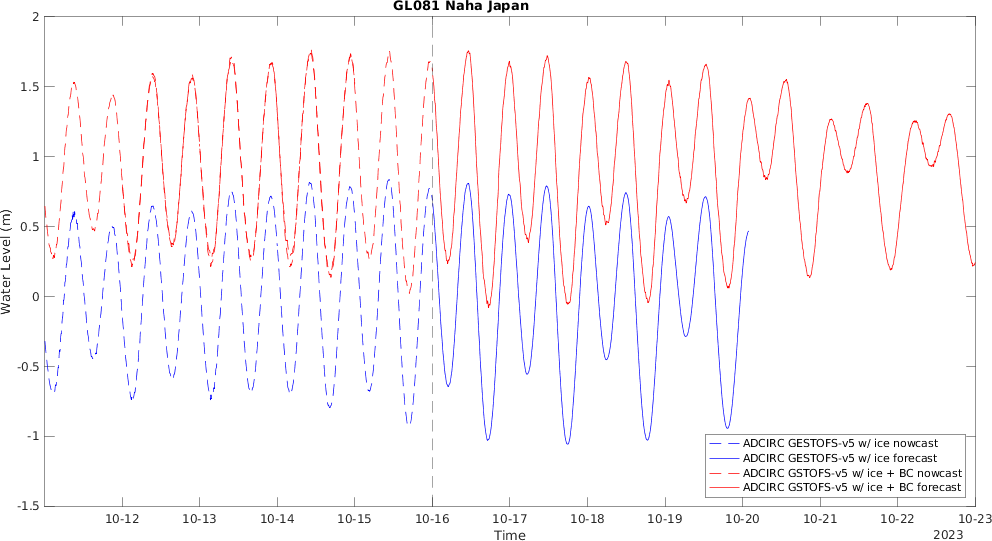 GL081 Naha Japan
2
1.5
1
0.5
0
-0.5
-1
-1.5
Water Level (m)
ADCIRC GESTOFS-v5 w/ ice nowcast
ADCIRC GESTOFS-v5 w/ ice forecast
ADCIRC GSTOFS-v5 w/ ice + BC nowcast
ADCIRC GSTOFS-v5 w/ ice + BC forecast
10-12 10-13 10-14 10-15 10-16 10-17 10-18 10-19 10-20 10-21 10-22 10-23
Time
2023